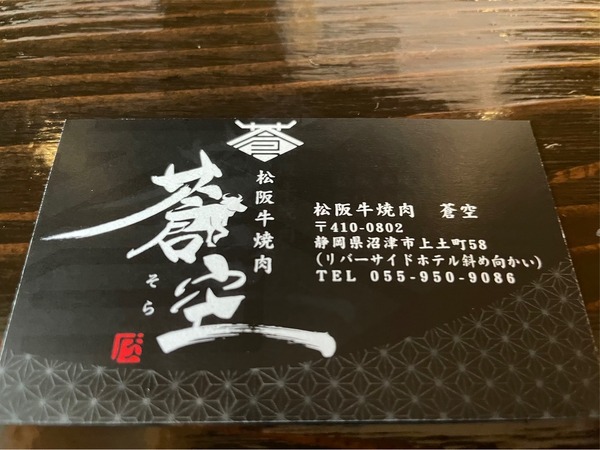 蒼
松阪牛焼肉
蒼空
そら
松阪牛焼肉 蒼空
〒410-0802
静岡県沼津市上土町58
(リバーサイドホテル斜め向かい)
TEL 055-950-9086